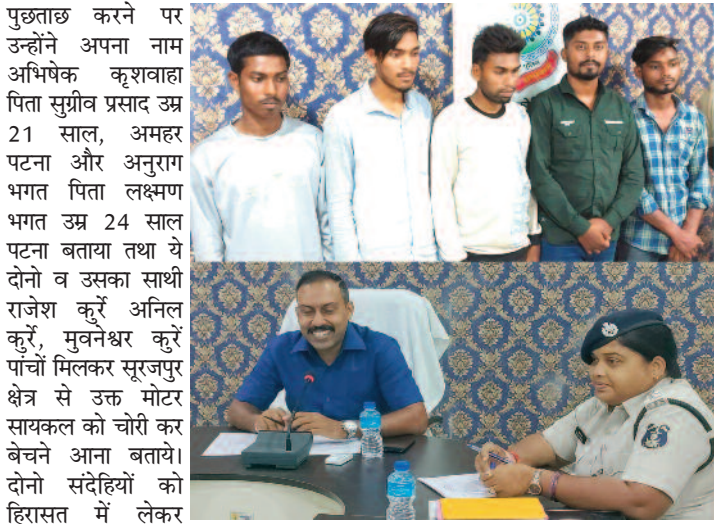 पुछताछ करने पर
उन्होंने अपना नाम
अभिषेक कृशवाहा
पिता सुग्रीव प्रसाद उम्र
21 साल, अमहर
पटना और अनुराग
भगत पिता लक्ष्मण
भगत उम्र 24 साल
पटना बताया तथा ये
दोनो व उसका साथी
राजेश कुर्रे अनिल
कुर्रे, मुवनेश्वर कुरें
पांचों मिलकर सूरजपुर
क्षेत्र से उक्त मोटर
सायकल को चोरी कर
बेचने आना बताये।
दोनो संदेहियों को
हिरासत में लेकर